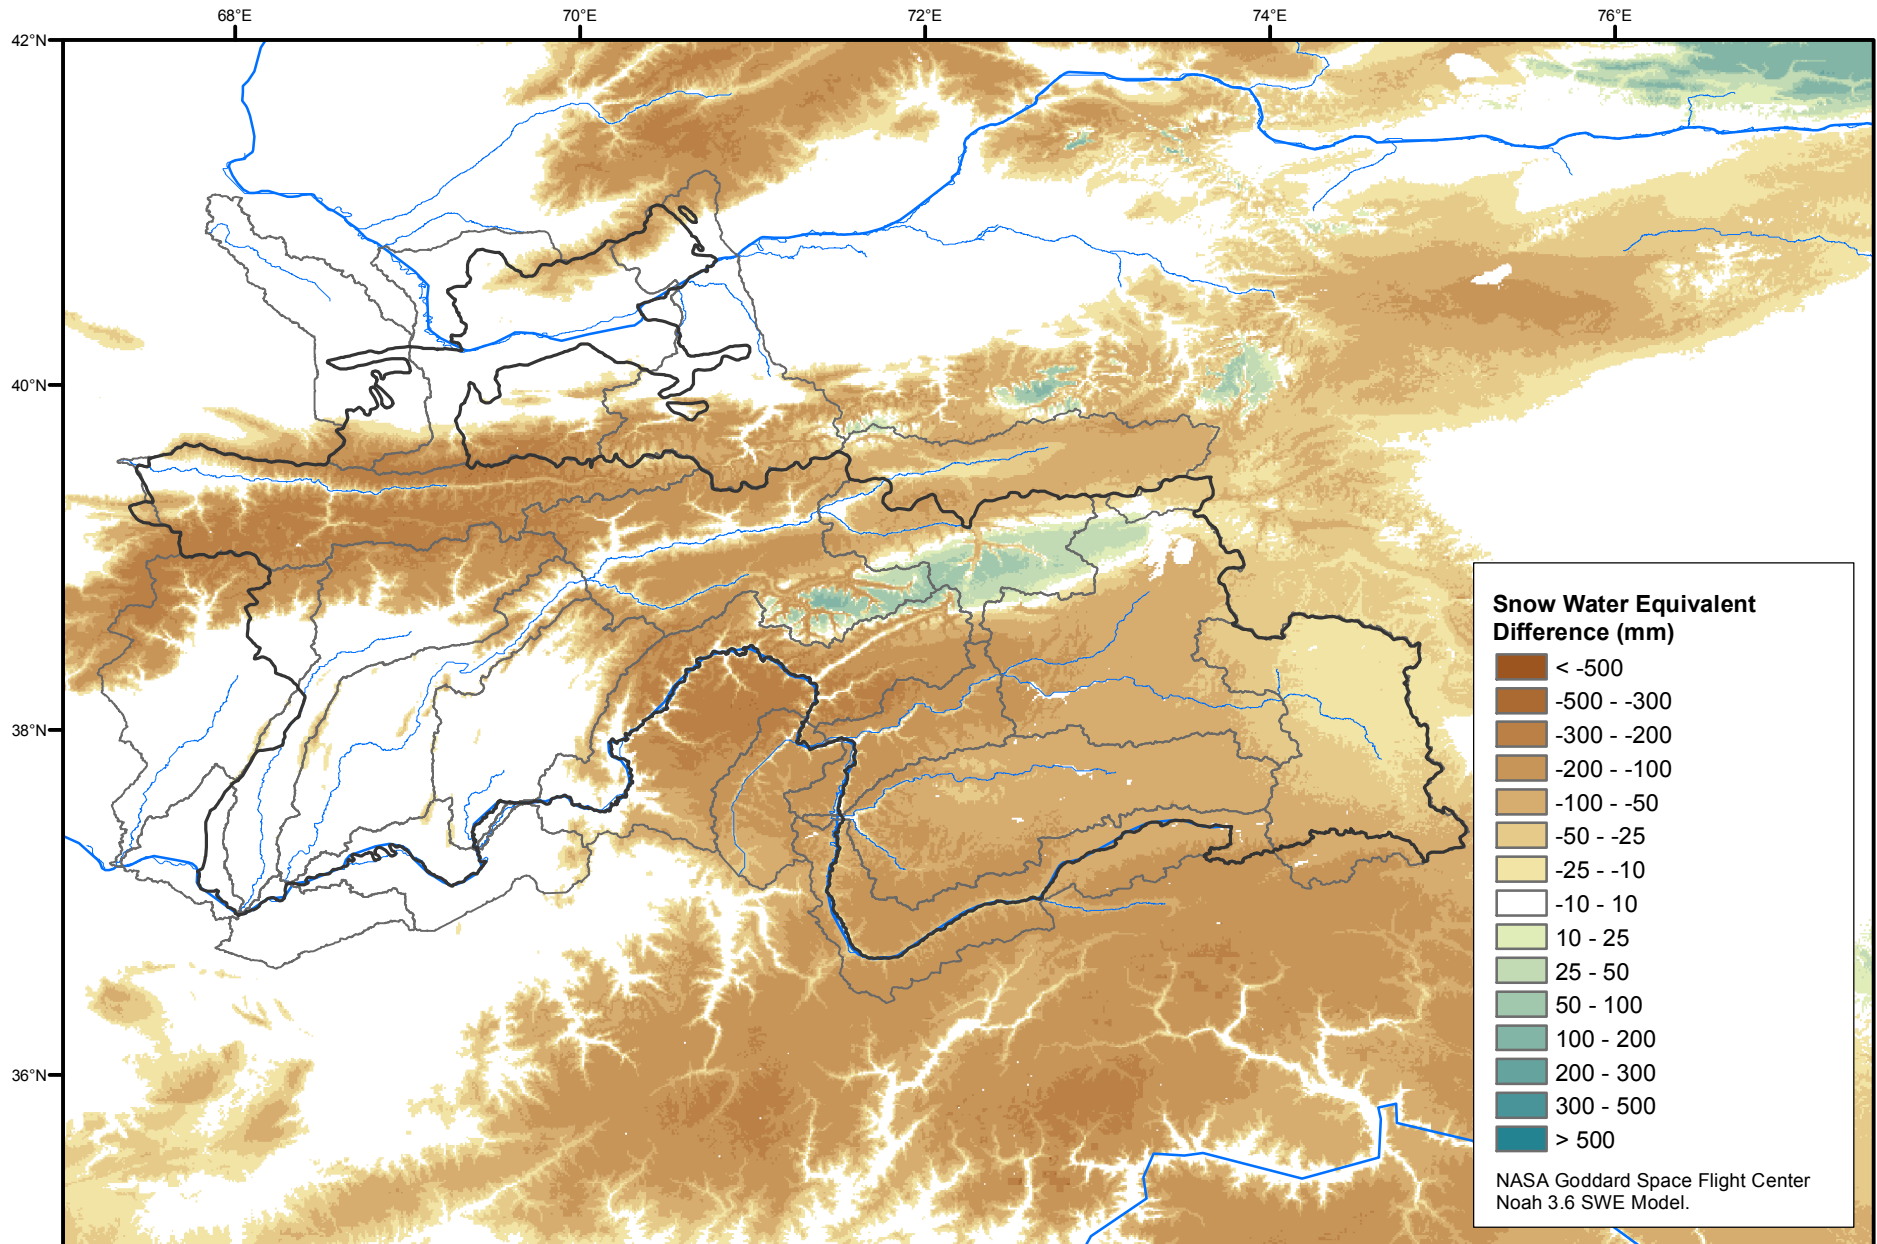 68°E 70°E 72°E 74°E 76°E
42°N
40°N
38°N
36°N
Snow Water Equivalent
Difference (mm)
< -500
-500 - -300
-300 - -200
-200 - -100
-100 - -50
-50 - -25
-25 - -10
-10 - 10
10 - 25
25 - 50
50 - 100
100 - 200
200 - 300
300 - 500
> 500
NASA Goddard Space Flight Center
Noah 3.6 SWE Model.